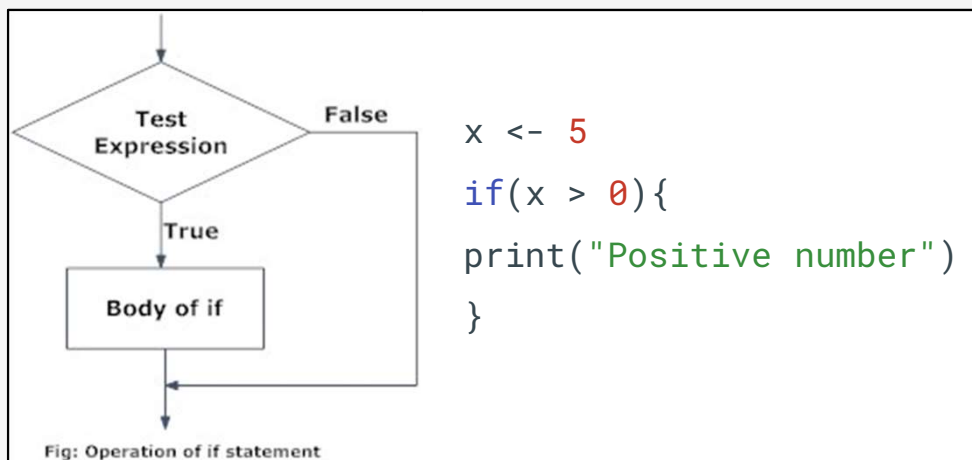 Test
Expression
False
True
Body of if
Fig: Operation of if statement
x <- 5
if(x > 0){
print("Positive number")
}